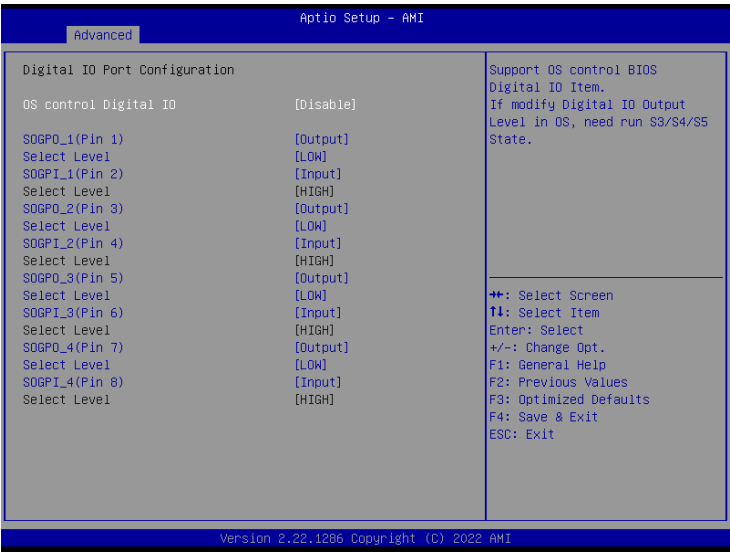 Aptio Setup - AMI
Advanced
Digital IO Port Configuration
OS control Digital IO [Disable]
SOGPO_1(Pin 1) [Output]
Select Level [LOW]
SOGPI_1(Pin 2) [Input]
Select Level [HIGH]
SOGPO_2(Pin 3) [Output]
Select Level [LOW]
SOGPI_2(Pin 4) [Input]
Select Level [HIGH]
SOGPO_3(Pin 5) [Output]
Select Level [LOW]
SOGPI_3(Pin 6) [Input]
Select Level [HIGH]
SOGPO_4(Pin 7) [Output]
Select Level [LOW]
SOGPI_4(Pin 8) [Input]
Select Level [HIGH]
Support OS control BIOS
Digital IO Item.
If modify Digital IO Output
Level in OS, need run S3/S4/S5
State.
→←: Select Screen
↑↓: Select Item
Enter: Select
+/-: Change Opt.
F1: General Help
F2: Previous Values
F3: Optimized Defaults
F4: Save & Exit
ESC: Exit
Version 2.22.1286 Copyright (C) 2022 AMI